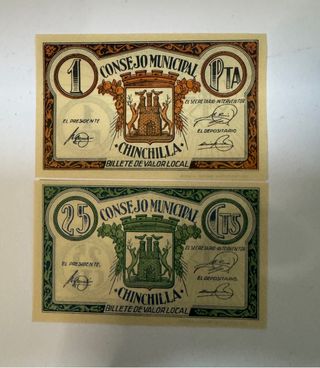 1
CONSEJO MUNICIPAL
PTA
EL SECRETARIO-INTERVENTOR
EL PRESIDENTE
EL DEPOSITARIO
·CHINCHILLA·
BILLETE DE VALOR LOCAL
25
CONSEJO MUNICIPAL
CTS
EL SECRETARIO-INTERVENTOR
EL PRESIDENTE
EL DEPOSITARIO
·CHINCHILLA·
BILLETE DE VALOR LOCAL